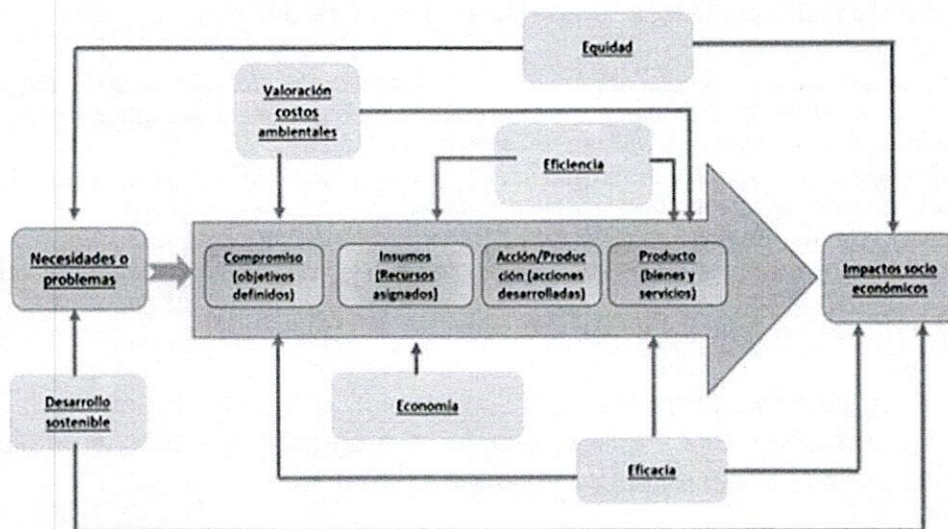 Equidad
Valoración
costos
ambientales
Eficiencia
Necesidades o
problemas
Compromiso
(objetivos
definidos)
Insumos
(Recursos
asignados)
Acción/Produc
ción (acciones
desarrolladas)
Producto
(bienes y
servicios)
Impactos socio
económicos
Desarrollo
sostenible
Economía
Eficacia